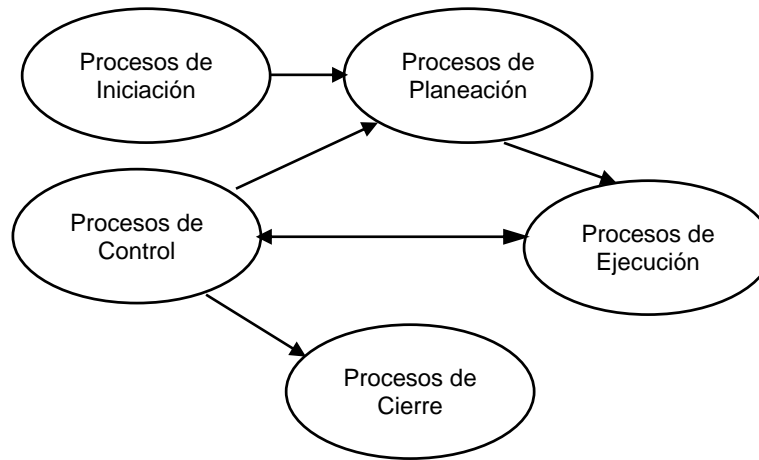 Procesos de
Iniciación
Procesos de
Planeación
Procesos de
Control
Procesos de
Ejecución
Procesos de
Cierre